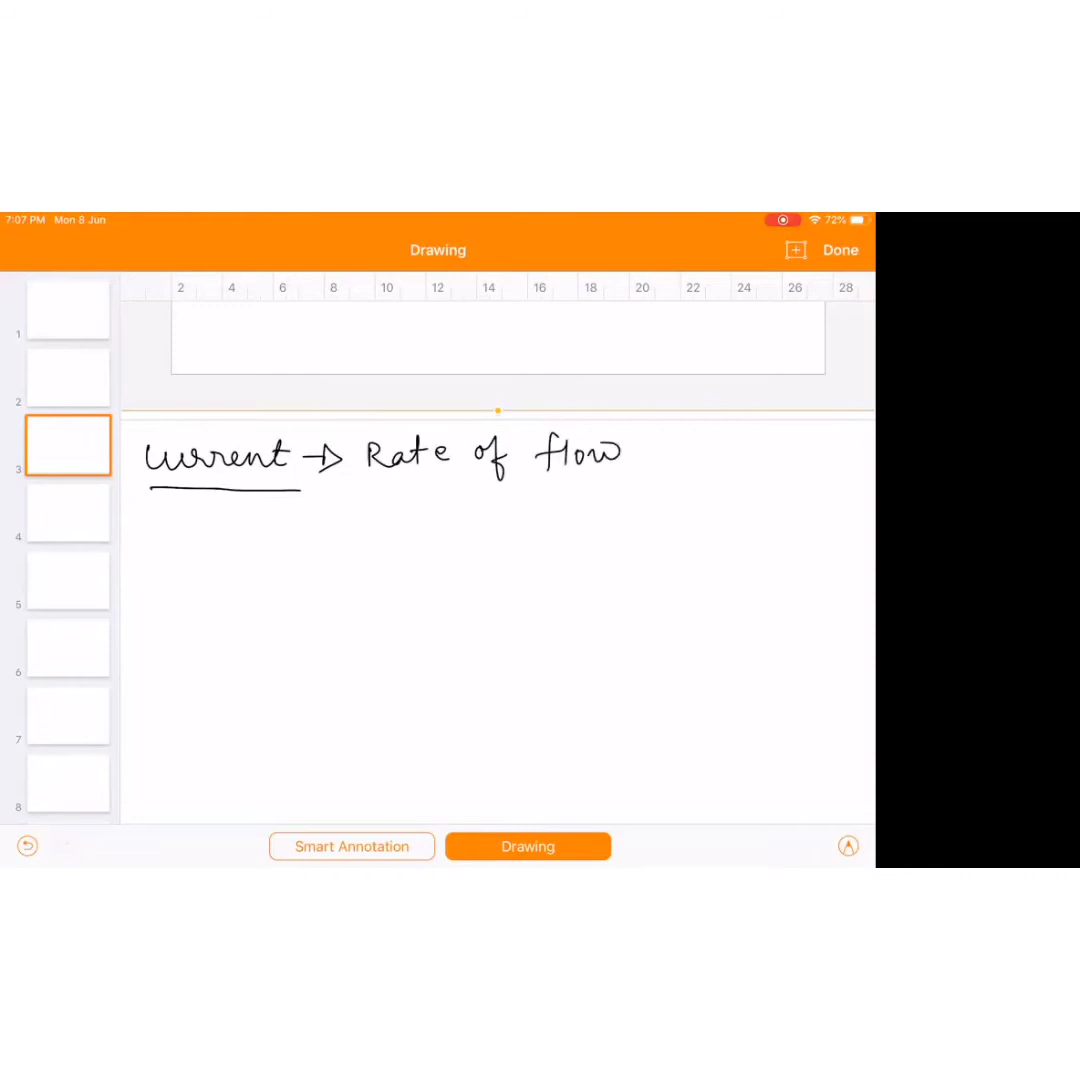 7:07 PM Mon 8 Jun 72%
Drawing Done
2 4 6 8 10 12 14 16 18 20 22 24 26 28
Current → Rate of flow
1
2
3
4
5
6
7
8
Smart Annotation Drawing